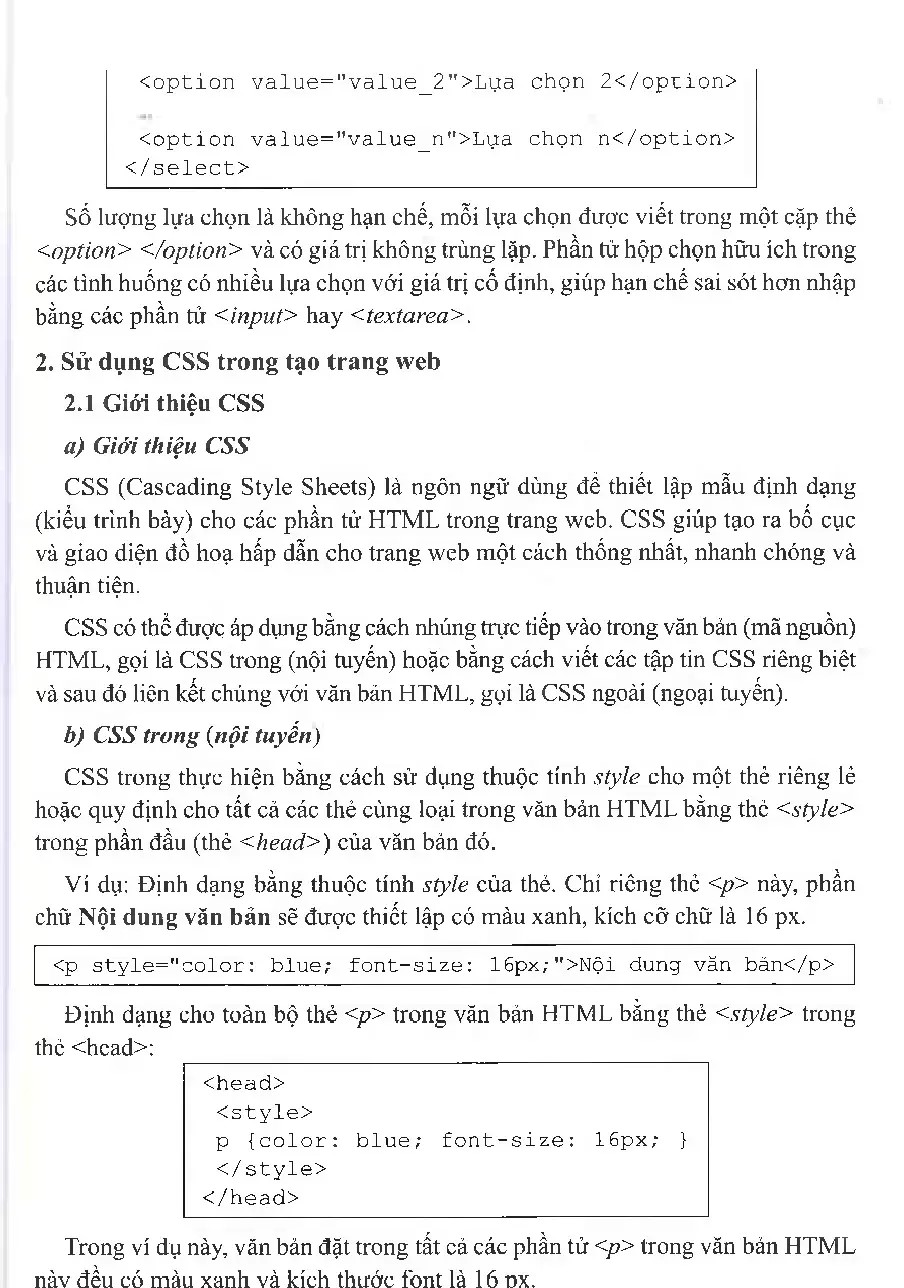 <option value="value_2">Lựa chọn 2</option>
<option value="value_n">Lựa chọn n</option>
</select>
Số lượng lựa chọn là không hạn chế, mỗi lựa chọn được viết trong một cặp thẻ
<option> </option> và có giá trị không trùng lặp. Phần tử hộp chọn hữu ích trong
các tình huống có nhiều lựa chọn với giá trị cố định, giúp hạn chế sai sót hơn nhập
bằng các phần tử <input> hay <textarea>.
2. Sử dụng CSS trong tạo trang web
2.1 Giới thiệu CSS
a) Giới thiệu CSS
CSS (Cascading Style Sheets) là ngôn ngữ dùng để thiết lập mẫu định dạng
(kiểu trình bày) cho các phần tử HTML trong trang web. CSS giúp tạo ra bố cục
và giao diện đồ hoạ hấp dẫn cho trang web một cách thống nhất, nhanh chóng và
thuận tiện.
CSS có thể được áp dụng bằng cách nhúng trực tiếp vào trong văn bản (mã nguồn)
HTML, gọi là CSS trong (nội tuyến) hoặc bằng cách viết các tập tin CSS riêng biệt
và sau đó liên kết chúng với văn bản HTML, gọi là CSS ngoài (ngoại tuyến).
b) CSS trong (nội tuyến)
CSS trong thực hiện bằng cách sử dụng thuộc tính style cho một thẻ riêng lẻ
hoặc quy định cho tất cả các thẻ cùng loại trong văn bản HTML bằng thẻ <style>
trong phần đầu (thẻ <head>) của văn bản đó.
Ví dụ: Định dạng bằng thuộc tính style của thẻ. Chỉ riêng thẻ <p> này, phần
chữ Nội dung văn bản sẽ được thiết lập có màu xanh, kích cỡ chữ là 16 px.
<p style="color: blue; font-size: 16px;">Nội dung văn bản</p>
Định dạng cho toàn bộ thẻ <p> trong văn bản HTML bằng thẻ <style> trong
thẻ <head>:
<head>
<style>
p {color: blue; font-size: 16px; }
</style>
</head>
Trong ví dụ này, văn bản đặt trong tất cả các phần tử <p> trong văn bản HTML
này đều có màu xanh và kích thước font là 16 px.